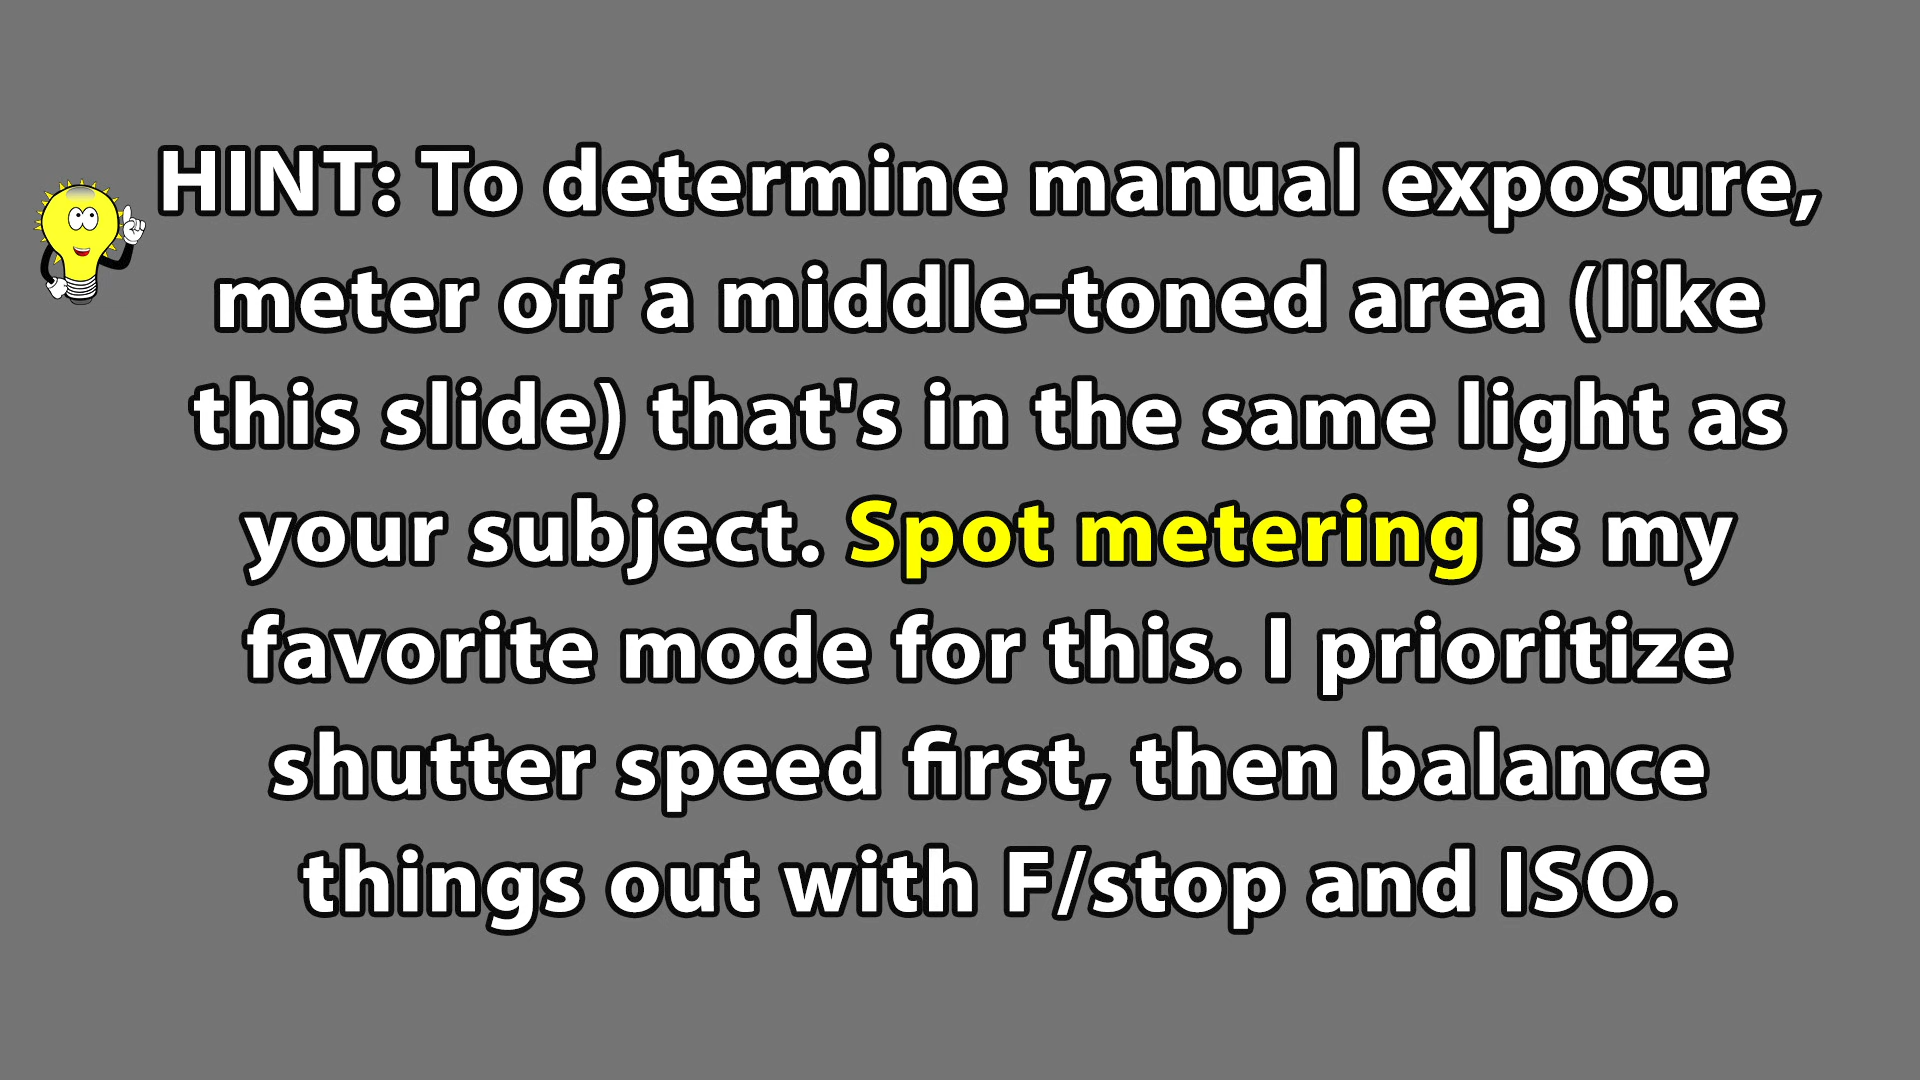 HINT: To determine manual exposure,
meter off a middle-toned area (like
this slide) that's in the same light as
your subject. Spot metering is my
favorite mode for this. I prioritize
shutter speed first, then balance
things out with F/stop and ISO.